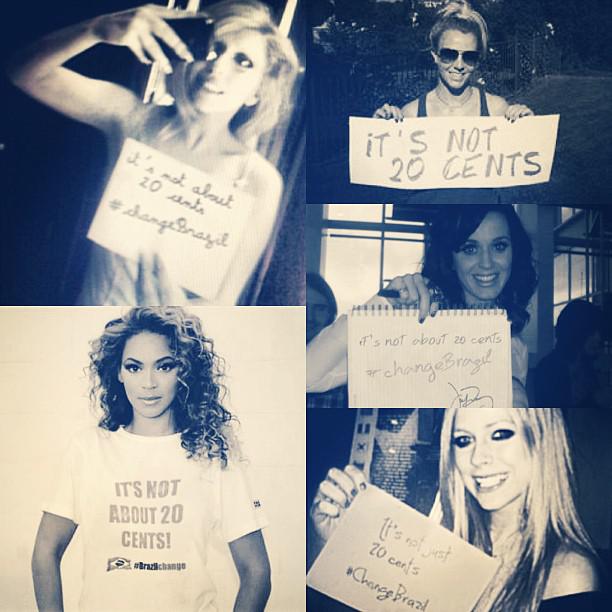 it's not about
20 cents
#changeBrazil
iT'S NOT
20 CENTS
it's not about 20 cents
#changeBrazil
IT'S NOT
ABOUT 20
CENTS!
#Brazilchange
It's not just
20 cents
#ChangeBrazil